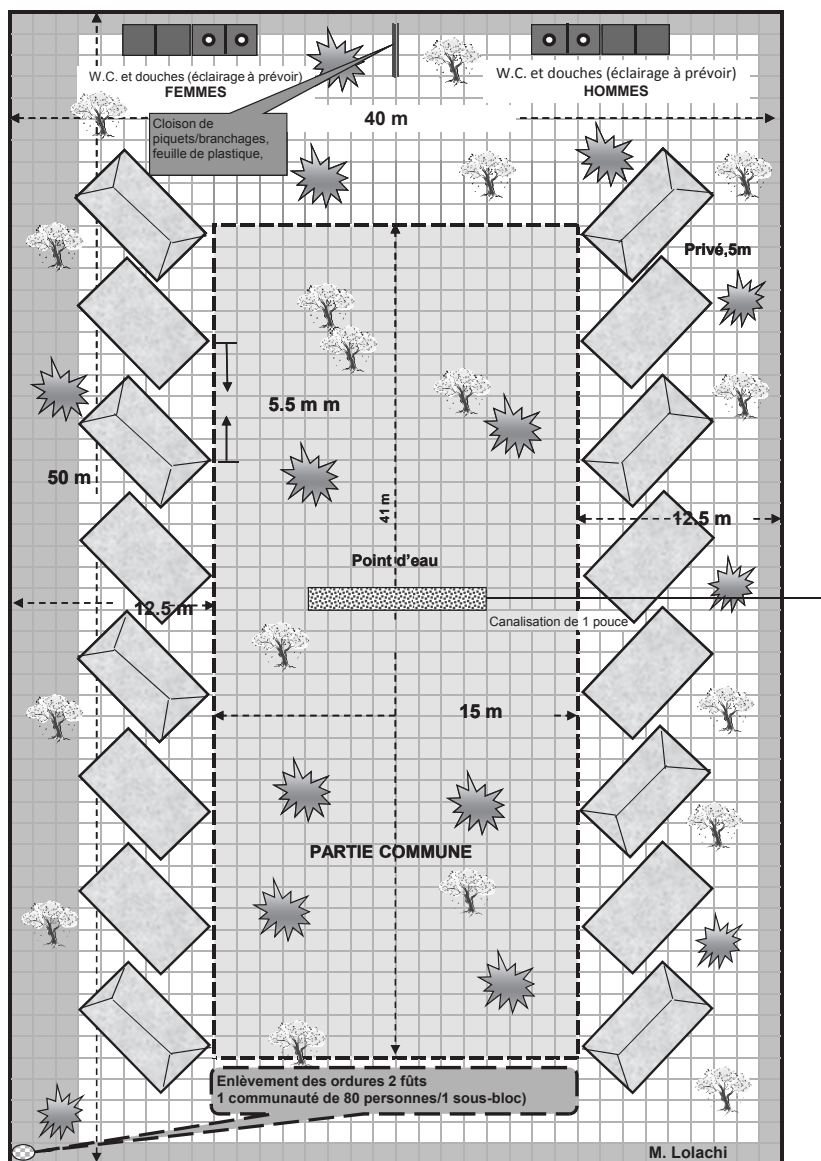 W.C. et douches (éclairage à prévoir)
FEMMES
W.C. et douches (éclairage à prévoir)
HOMMES
Cloison de
piquets/branchages,
feuille de plastique,
40 m
Privé,5m
5.5 m m
50 m
41 m
12.5 m
Point d'eau
12.5 m
Canalisation de 1 pouce
15 m
PARTIE COMMUNE
Enlèvement des ordures 2 fûts
1 communauté de 80 personnes/1 sous-bloc)
M. Lolachi